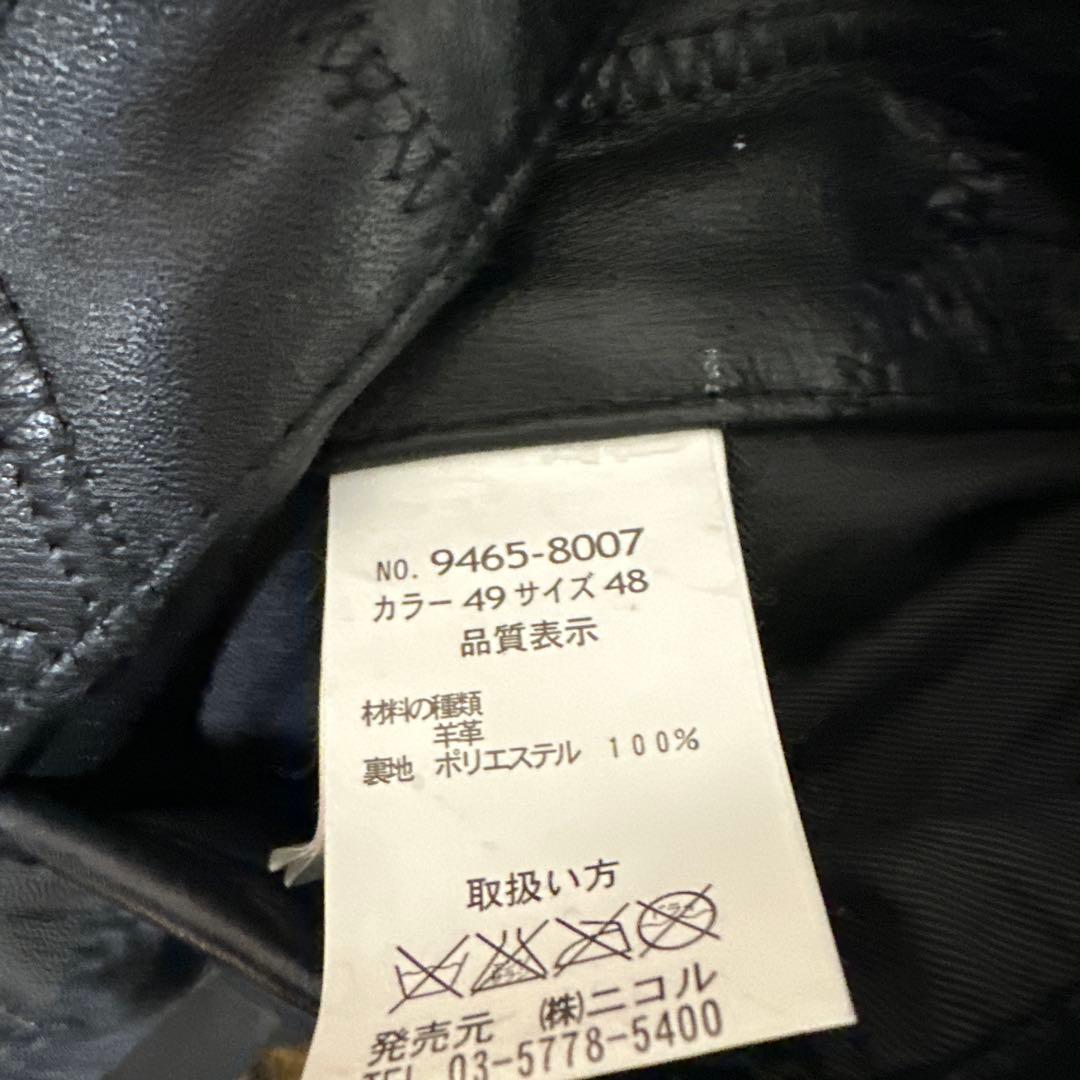 NO. 9465-8007
カラー 49 サイズ 48
品質表示
材料の種類
羊革
裏地 ポリエステル 100%
取扱い方
発売元 (株)ニコル
TEL 03-5778-5400